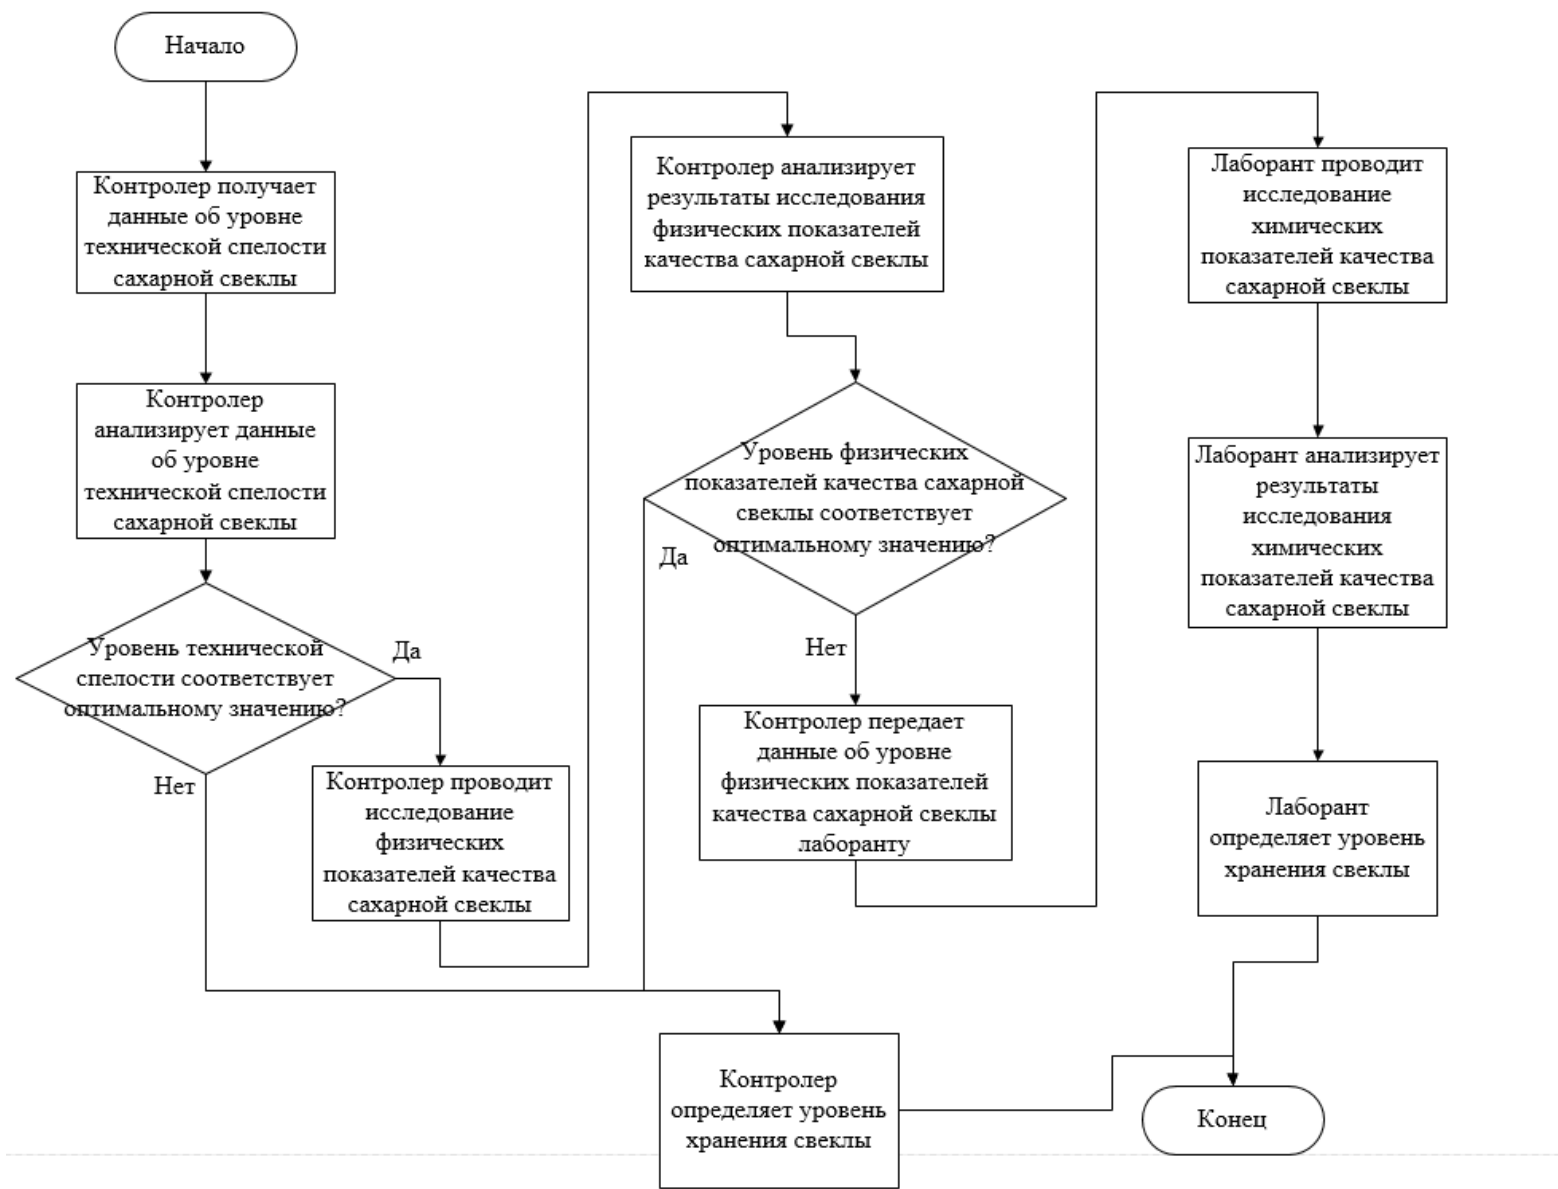 Начало
Контролер получает
данные об уровне
технической спелости
сахарной свеклы
Контролер
анализирует данные
об уровне
технической спелости
сахарной свеклы
Уровень технической
спелости соответствует
оптимальному значению?
Да
Нет
Контролер проводит
исследование
физических
показателей качества
сахарной свеклы
Контролер анализирует
результаты исследования
физических показателей
качества сахарной свеклы
Уровень физических
показателей качества сахарной
свеклы соответствует
оптимальному значению?
Да
Нет
Контролер передает
данные об уровне
физических показателей
качества сахарной свеклы
лаборанту
Лаборант проводит
исследование
химических
показателей качества
сахарной свеклы
Лаборант анализирует
результаты
исследования
химических
показателей качества
сахарной свеклы
Лаборант
определяет уровень
хранения свеклы
Контролер
определяет уровень
хранения свеклы
Конец